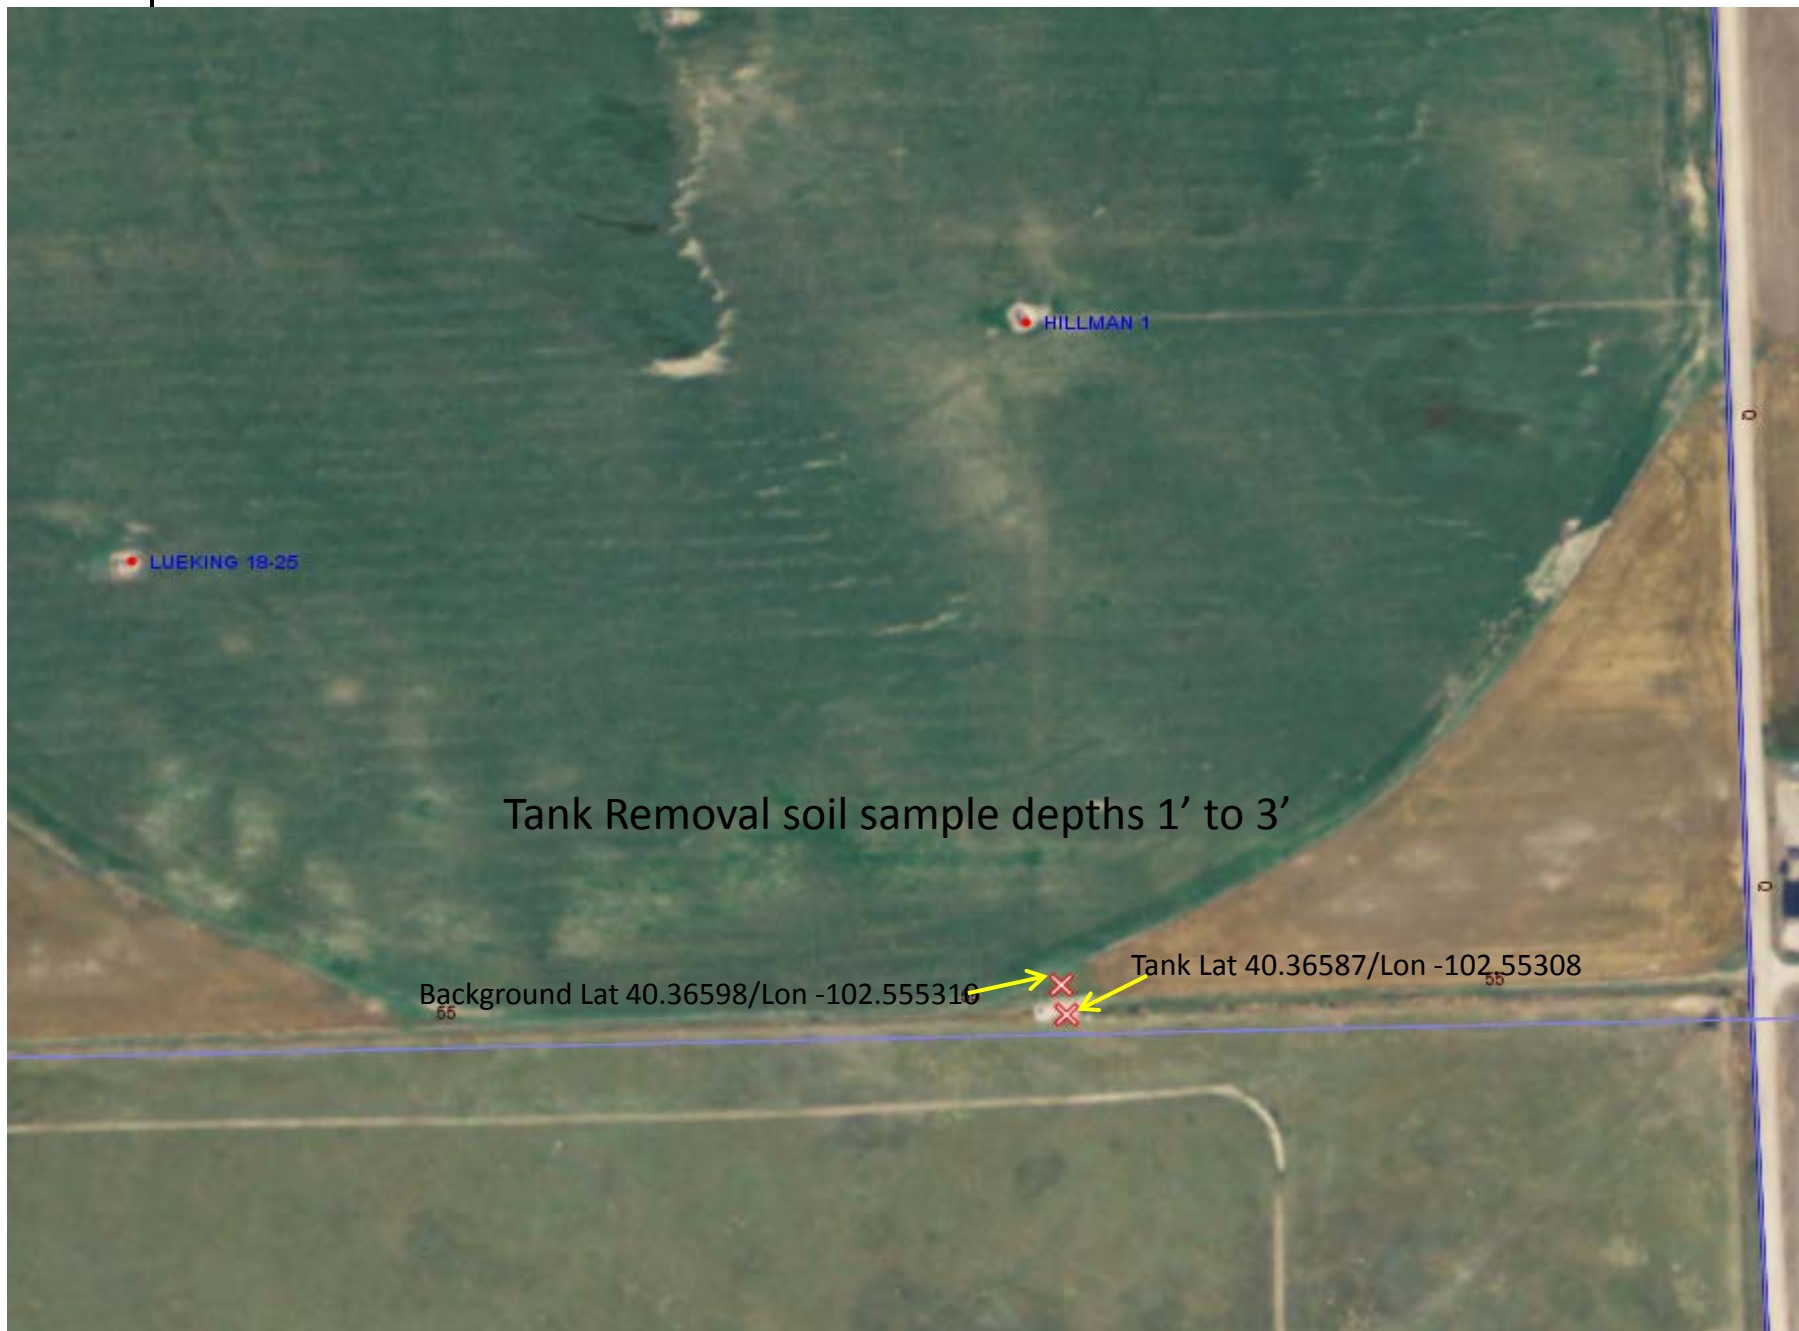 HILLMAN 1
Q
LUEKING 18-25
Tank Removal soil sample depths 1’ to 3’
Q
Tank Lat 40.36587/Lon -102.55308
55
Background Lat 40.36598/Lon -102.555310
55